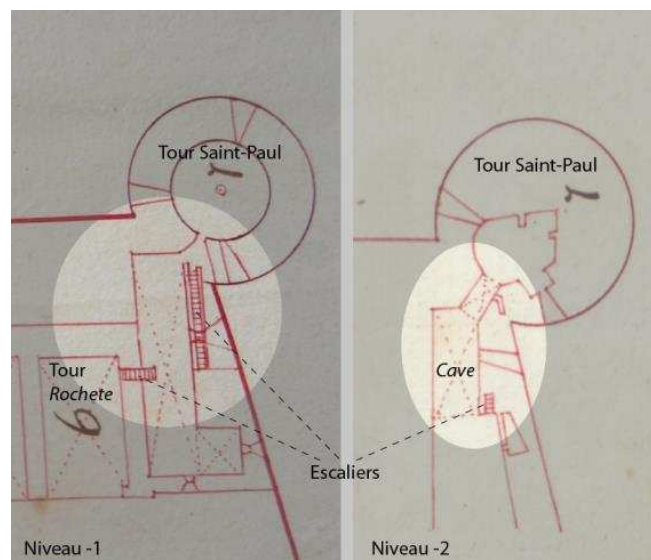 Tour Saint-Paul
Tour
Rochete
Niveau -1
Tour Saint-Paul
Cave
Escaliers
Niveau -2